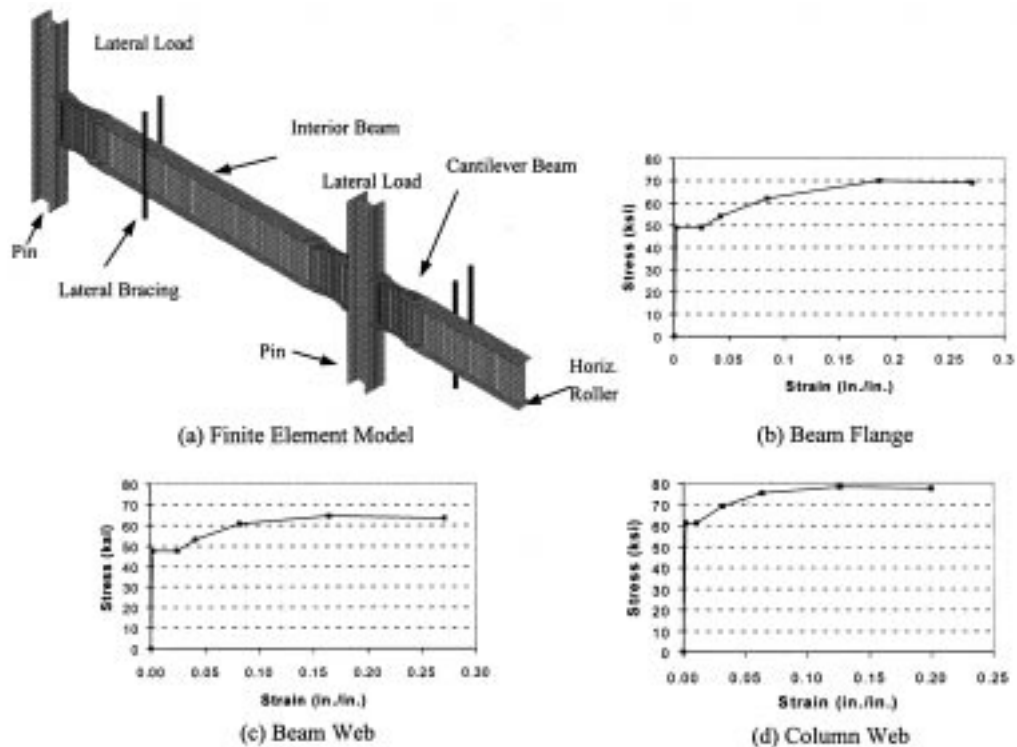 Lateral Load
Interior Beam
Cantilever Beam
Lateral Load
Pin
Lateral Bracing
Pin
Horiz.
Roller
(a) Finite Element Model
Stress (ksi)
80
70
60
50
40
30
20
10
0
0 0.05 0.1 0.15 0.2 0.25 0.3
Strain (in./in.)
(b) Beam Flange
Stress (ksi)
80
70
60
50
40
30
20
10
0
0.00 0.05 0.10 0.15 0.20 0.25 0.30
Strain (in./in.)
(c) Beam Web
Stress (ksi)
80
70
60
50
40
30
20
10
0
0.00 0.05 0.10 0.15 0.20 0.25
Strain (in./in.)
(d) Column Web